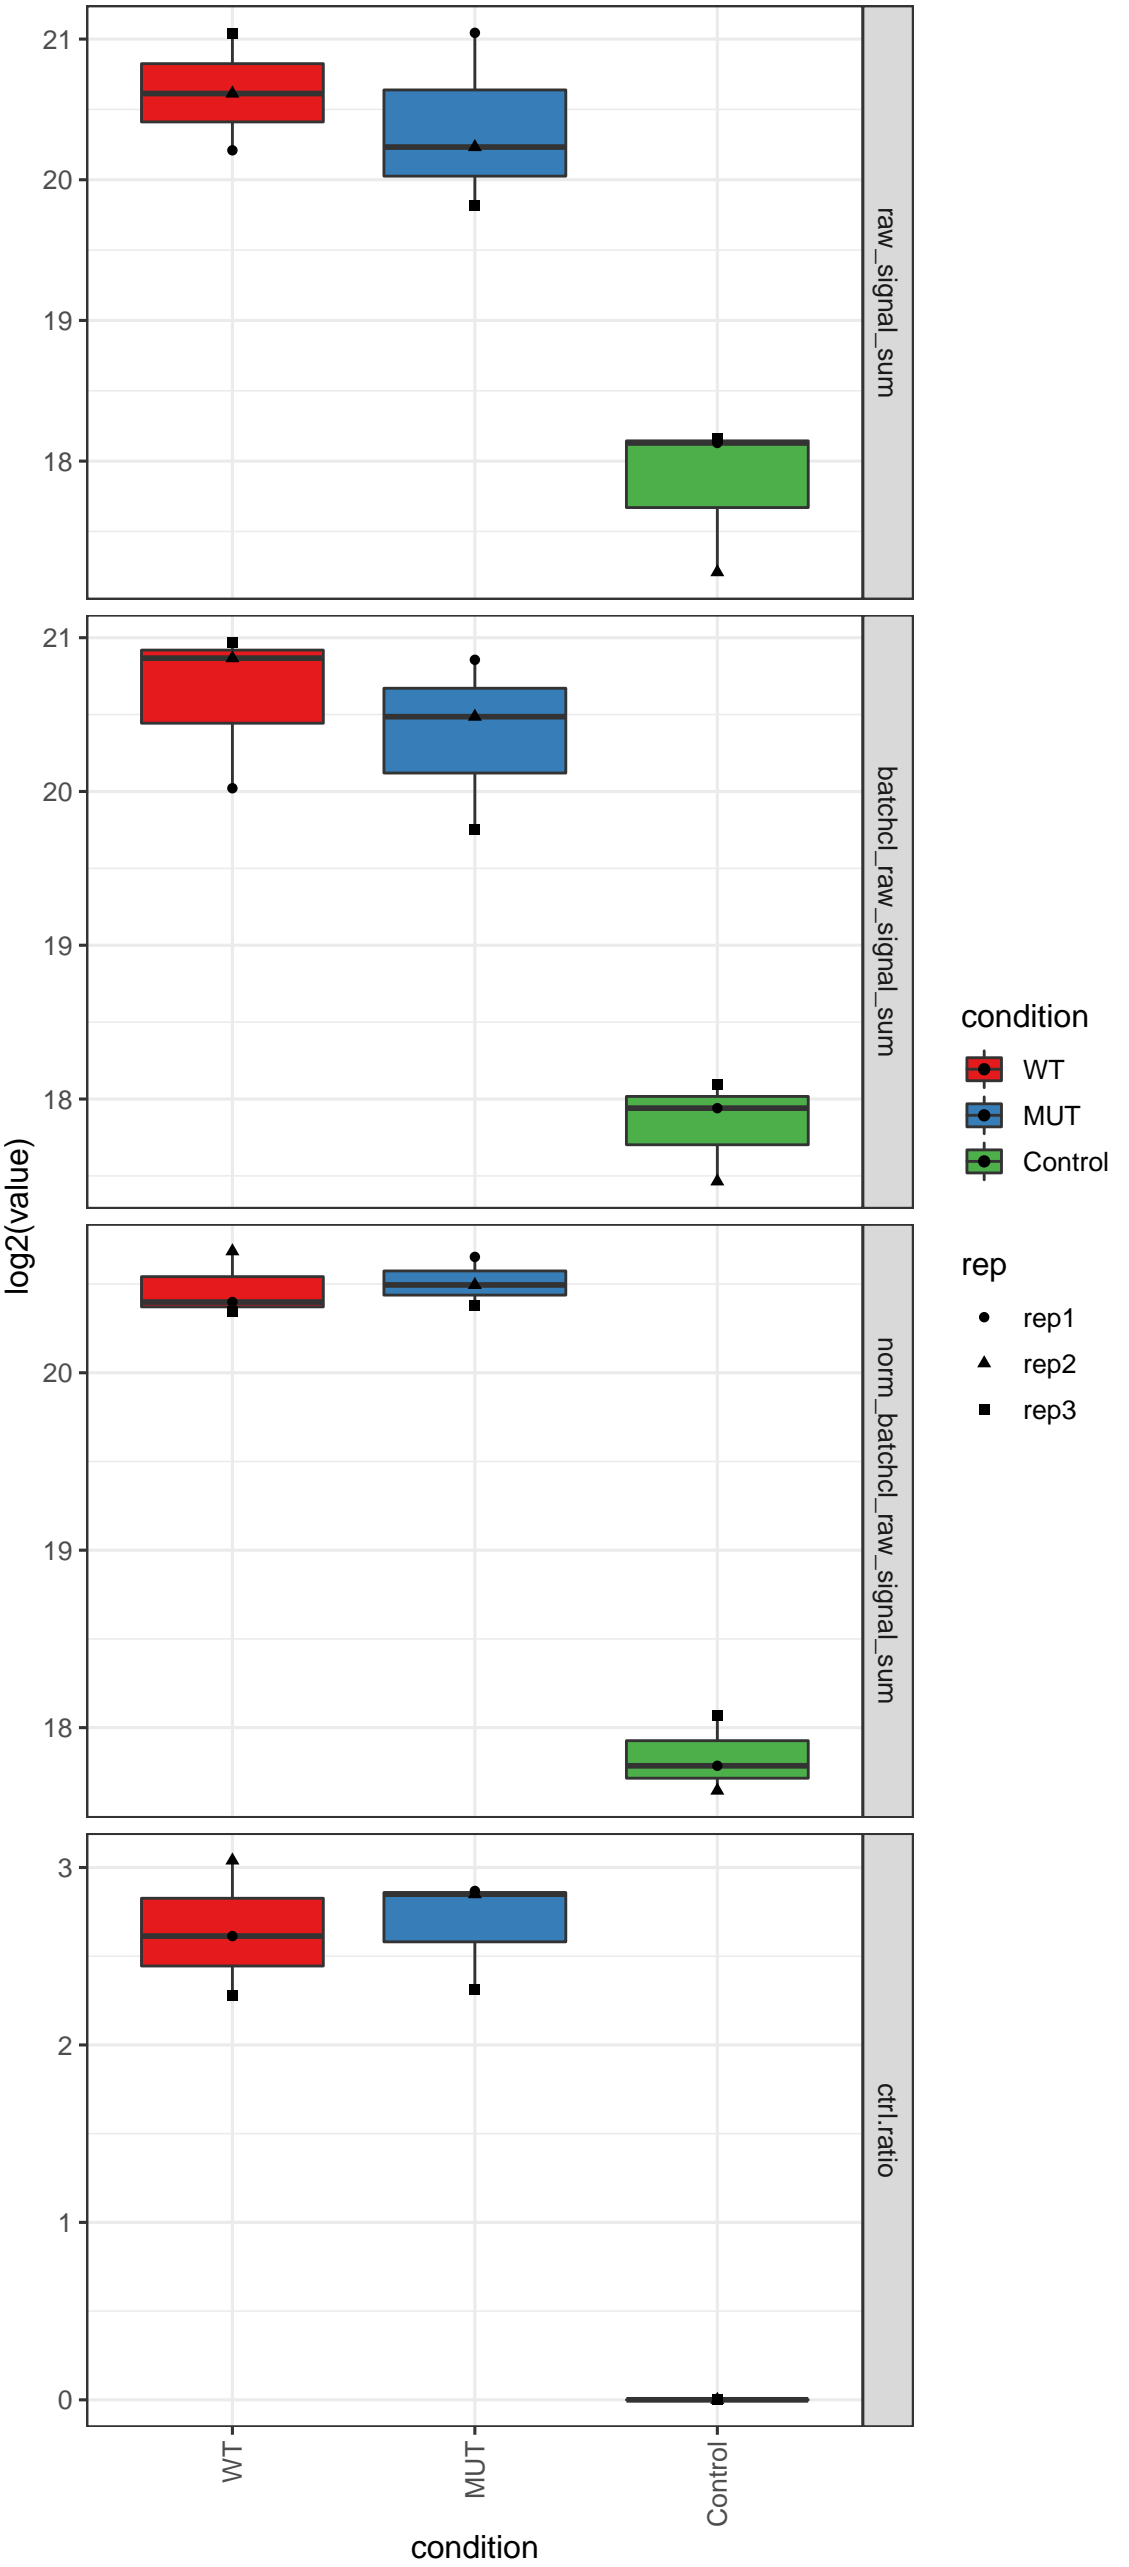 21
20
19
18
raw_signal_sum
21
20
19
18
batchcl_raw_signal_sum
20
19
18
norm_batchcl_raw_signal_sum
3
2
1
0
ctrl.ratio
log2(value)
WT
MUT
Control
condition
condition
WT
MUT
Control
rep
rep1
rep2
rep3